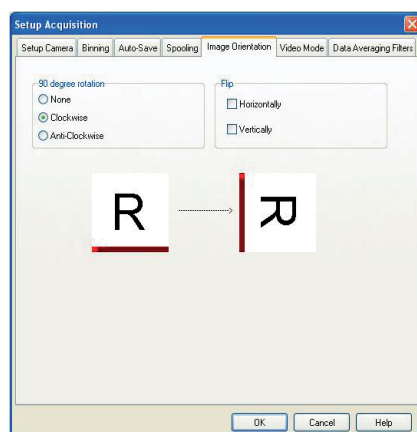 Setup Acquisition
Setup Camera Binning Auto-Save Spooling Image Orientation Video Mode Data Averaging Filters
90 degree rotation
None
Clockwise
Anti-Clockwise
Flip
Horizontally
Vertically
R R
OK Cancel Help